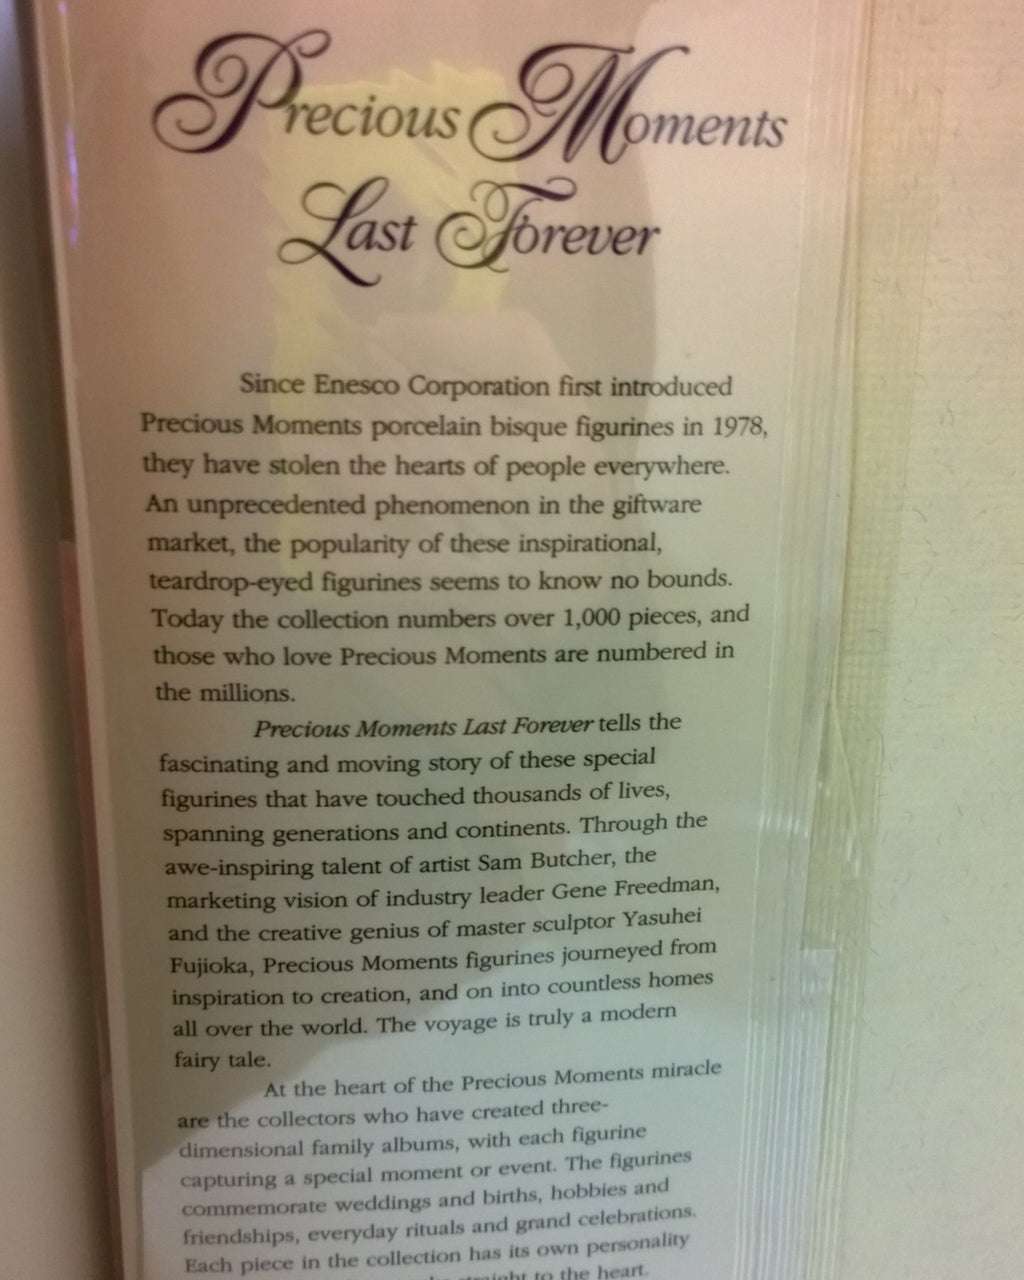 Precious Moments
Last Forever
Since Enesco Corporation first introduced
Precious Moments porcelain bisque figurines in 1978,
they have stolen the hearts of people everywhere.
An unprecedented phenomenon in the giftware
market, the popularity of these inspirational,
teardrop-eyed figurines seems to know no bounds.
Today the collection numbers over 1,000 pieces, and
those who love Precious Moments are numbered in
the millions.
Precious Moments Last Forever tells the
fascinating and moving story of these special
figurines that have touched thousands of lives,
spanning generations and continents. Through the
awe-inspiring talent of artist Sam Butcher, the
marketing vision of industry leader Gene Freedman,
and the creative genius of master sculptor Yasuhei
Fujioka, Precious Moments figurines journeyed from
inspiration to creation, and on into countless homes
all over the world. The voyage is truly a modern
fairy tale.
At the heart of the Precious Moments miracle
are the collectors who have created three-
dimensional family albums, with each figurine
capturing a special moment or event. The figurines
commemorate weddings and births, hobbies and
friendships, everyday rituals and grand celebrations.
Each piece in the collection has its own personality
straight to the heart.